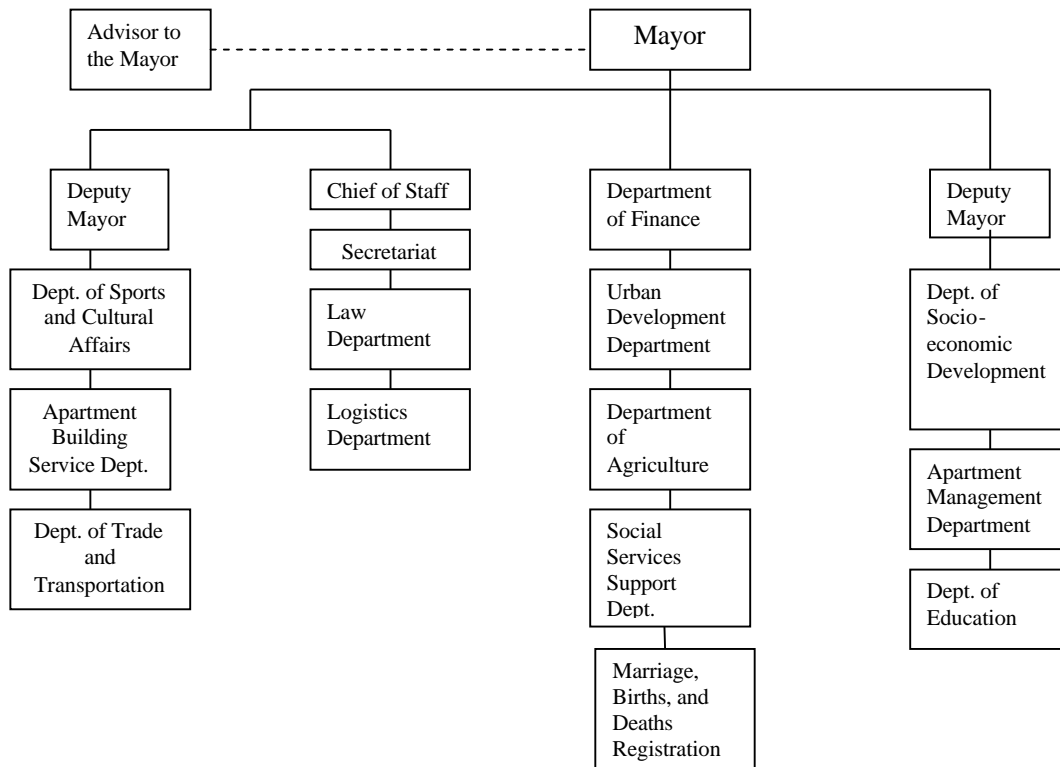 Advisor to
the Mayor
Mayor
Deputy
Mayor
Chief of Staff
Department
of Finance
Deputy
Mayor
Secretariat
Dept. of Sports
and Cultural
Affairs
Law
Department
Urban
Development
Department
Dept. of
Socio-
economic
Development
Apartment
Building
Service Dept.
Logistics
Department
Department
of
Agriculture
Apartment
Management
Department
Dept. of Trade
and
Transportation
Social
Services
Support
Dept.
Dept. of
Education
Marriage,
Births, and
Deaths
Registration